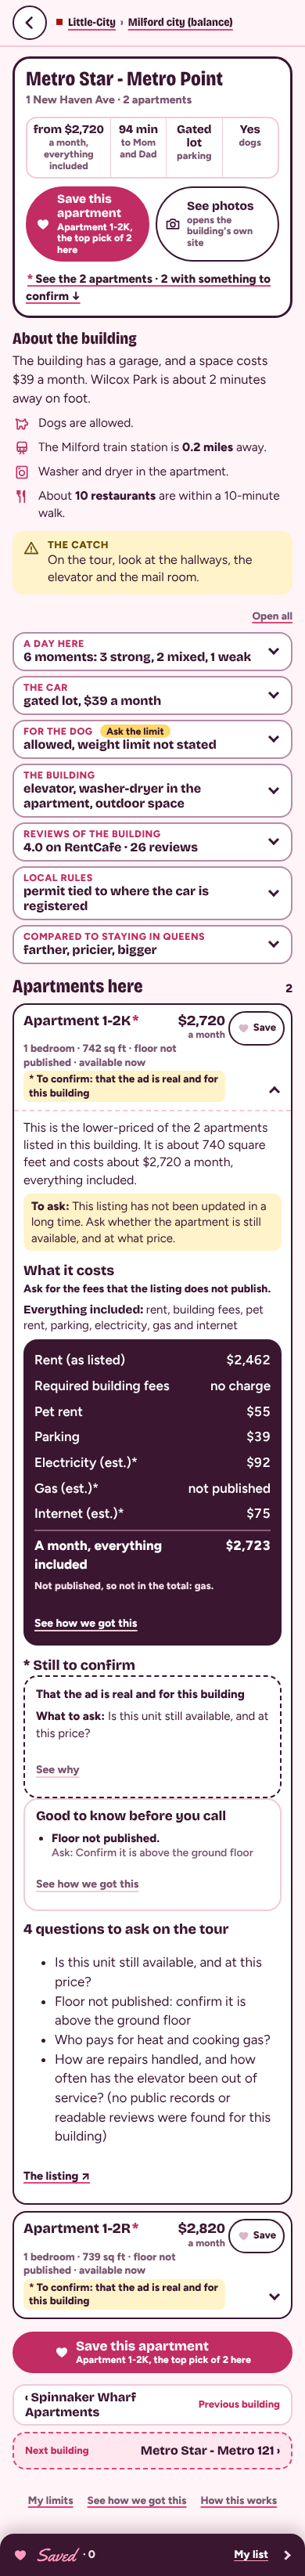 Little-City › Milford city (balance)
Metro Star - Metro Point
1 New Haven Ave · 2 apartments
from $2,720
a month,
everything
included
94 min
to Mom
and Dad
Gated
lot
parking
Yes
dogs
Save this
apartment
Apartment 1-2K,
the top pick of 2
here
See photos
opens the
building's own
site
* See the 2 apartments · 2 with something to
confirm ↓
About the building
The building has a garage, and a space costs
$39 a month. Wilcox Park is about 2 minutes
away on foot.
Dogs are allowed.
The Milford train station is 0.2 miles away.
Washer and dryer in the apartment.
About 10 restaurants are within a 10-minute
walk.
THE CATCH
On the tour, look at the hallways, the
elevator and the mail room.
Open all
A DAY HERE
6 moments: 3 strong, 2 mixed, 1 weak
THE CAR
gated lot, $39 a month
FOR THE DOG Ask the limit
allowed, weight limit not stated
THE BUILDING
elevator, washer-dryer in the
apartment, outdoor space
REVIEWS OF THE BUILDING
4.0 on RentCafe · 26 reviews
LOCAL RULES
permit tied to where the car is
registered
COMPARED TO STAYING IN QUEENS
farther, pricier, bigger
Apartments here 2
Apartment 1-2K* $2,720
a month
Save
1 bedroom · 742 sq ft · floor not
published · available now
* To confirm: that the ad is real and for
this building
This is the lower-priced of the 2 apartments
listed in this building. It is about 740 square
feet and costs about $2,720 a month,
everything included.
To ask: This listing has not been updated in a
long time. Ask whether the apartment is still
available, and at what price.
What it costs
Ask for the fees that the listing does not publish.
Everything included: rent, building fees, pet
rent, parking, electricity, gas and internet
Rent (as listed) $2,462
Required building fees no charge
Pet rent $55
Parking $39
Electricity (est.)* $92
Gas (est.)* not published
Internet (est.)* $75
A month, everything
included $2,723
Not published, so not in the total: gas.
See how we got this
* Still to confirm
That the ad is real and for this building
What to ask: Is this unit still available, and at
this price?
See why
Good to know before you call
• Floor not published.
Ask: Confirm it is above the ground floor
See how we got this
4 questions to ask on the tour
• Is this unit still available, and at this
price?
• Floor not published: confirm it is
above the ground floor
• Who pays for heat and cooking gas?
• How are repairs handled, and how
often has the elevator been out of
service? (no public records or
readable reviews were found for this
building)
The listing ↗
Apartment 1-2R* $2,820
a month
Save
1 bedroom · 739 sq ft · floor not
published · available now
* To confirm: that the ad is real and for
this building
Save this apartment
Apartment 1-2K, the top pick of 2 here
‹ Spinnaker Wharf
Apartments
Previous building
Next building Metro Star - Metro 121 ›
My limits See how we got this How this works
Saved · 0 My list